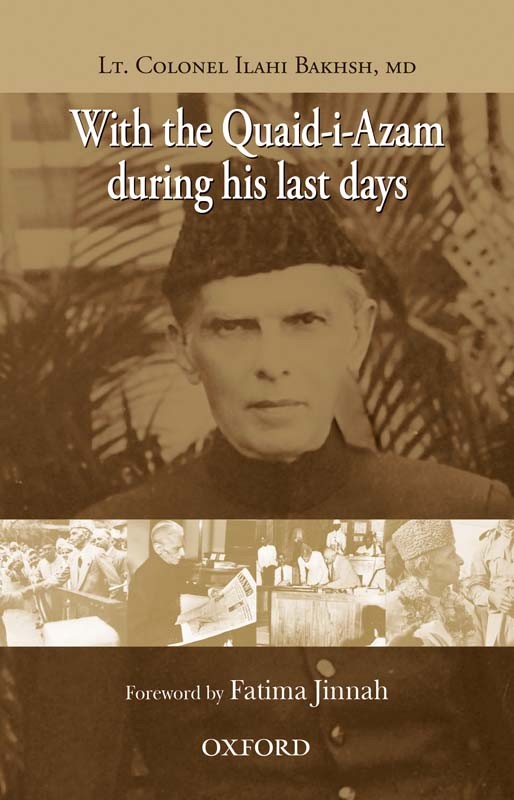 LT. COLONEL ILAHI BAKHSH, MD
With the Quaid-i-Azam
during his last days
Foreword by Fatima Jinnah
OXFORD